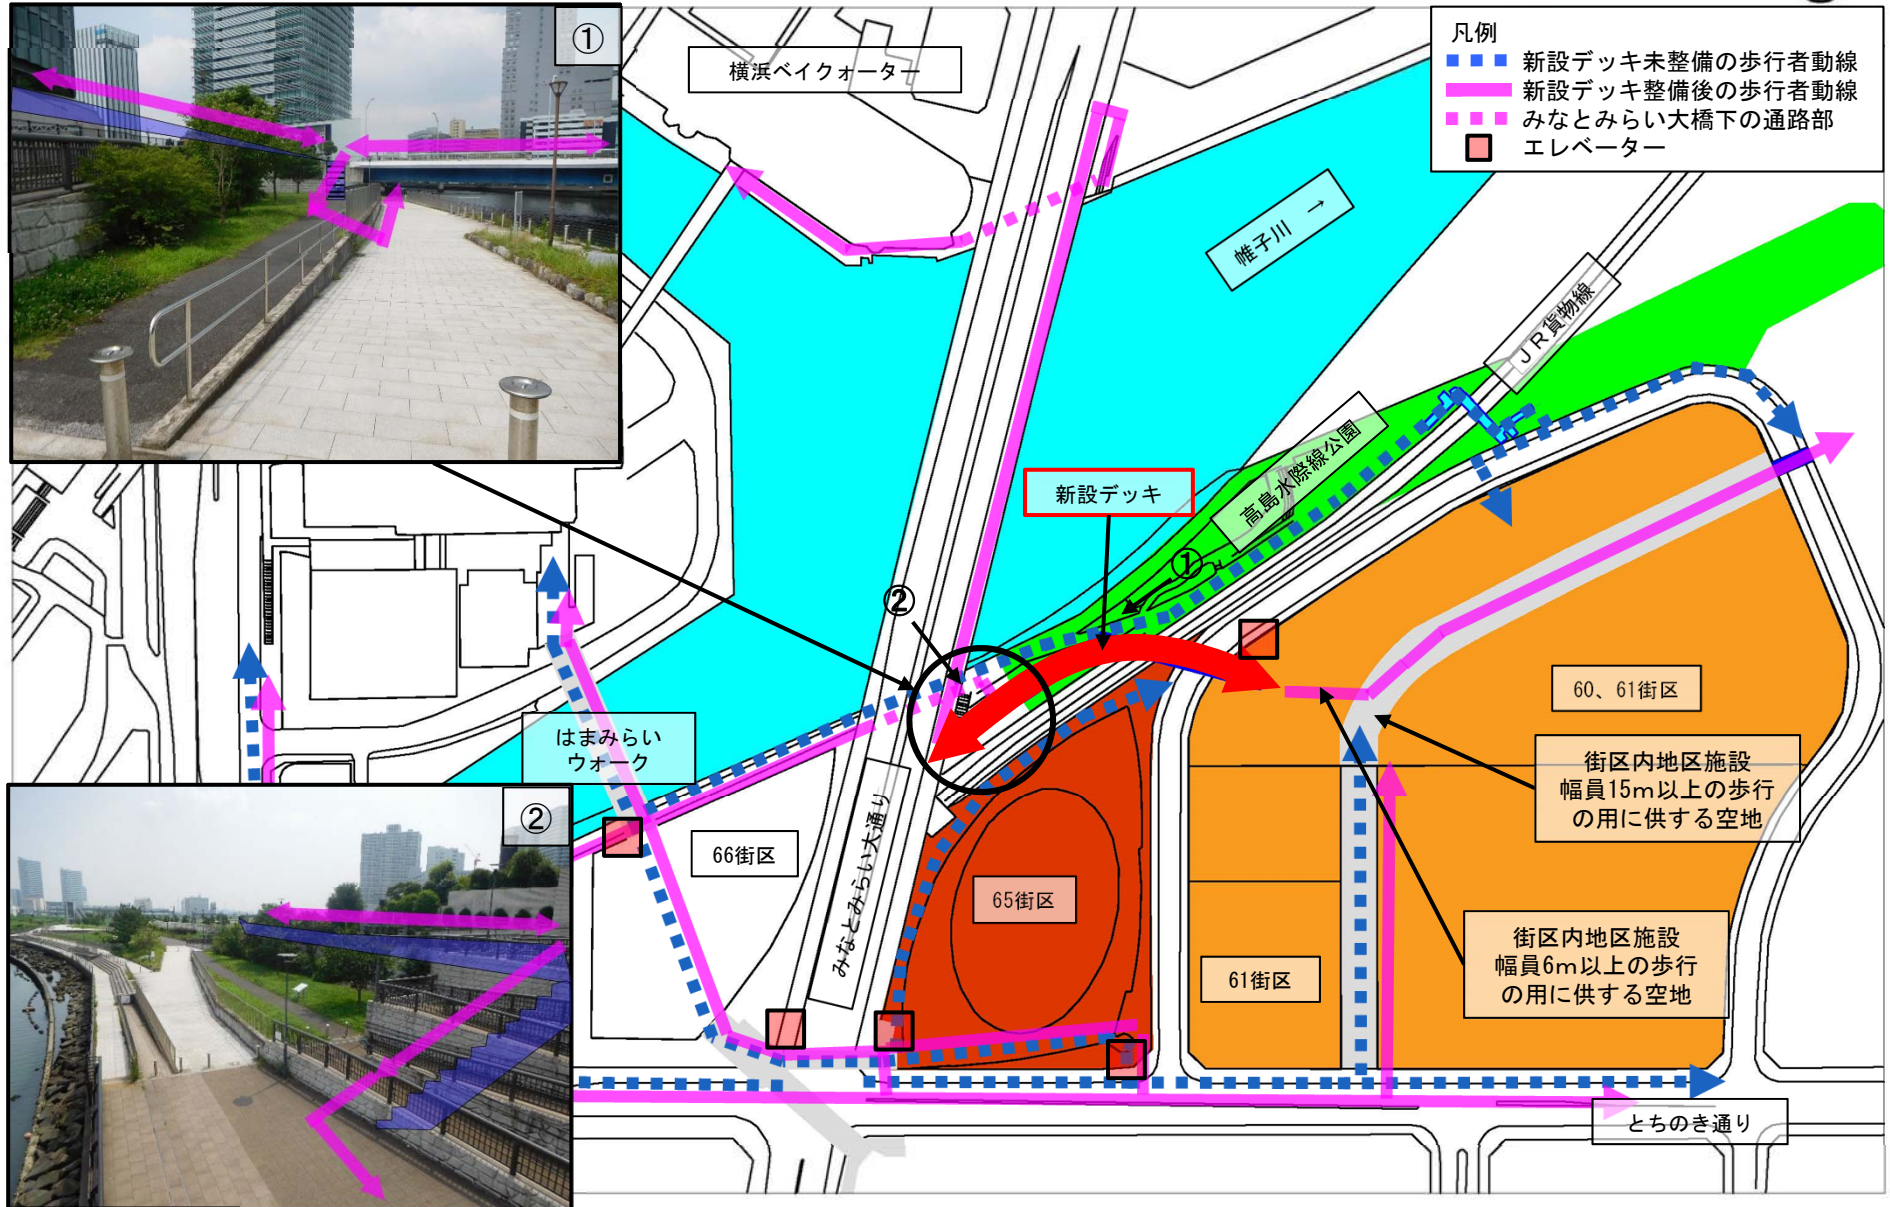 ①
横浜ベイクォーター
凡例
新設デッキ未整備の歩行者動線
新設デッキ整備後の歩行者動線
みなとみらい大橋下の通路部
エレベーター
帷子川 →
JR貨物線
高島水際線公園
新設デッキ
①
②
はまみらい
ウォーク
60、61街区
街区内地区施設
幅員15m以上の歩行
の用に供する空地
66街区
みなとみらい大通り
65街区
61街区
街区内地区施設
幅員6m以上の歩行
の用に供する空地
②
とちのき通り